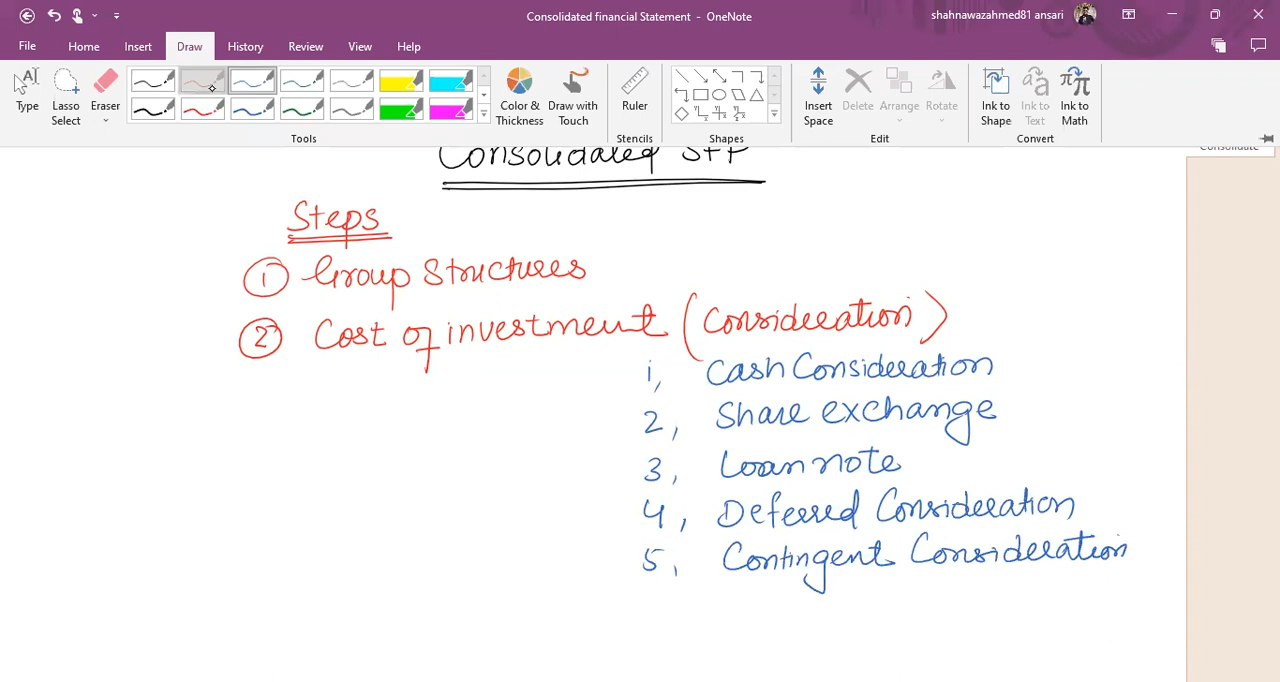 Consolidated financial Statement - OneNote
shahnawazahmed81 ansari
File Home Insert Draw History Review View Help
Type
Lasso Select
Eraser
Color & Thickness
Draw with Touch
Ruler
Insert Space
Delete
Arrange
Rotate
Ink to Shape
Ink to Text
Ink to Math
Tools
Stencils
Shapes
Edit
Convert
Consolidate
Consolidated SFP
Steps
① Group Structures
② Cost of investment (Consideration)
1, Cash Consideration
2, Share exchange
3, Loan note
4, Deferred Consideration
5, Contingent Consideration